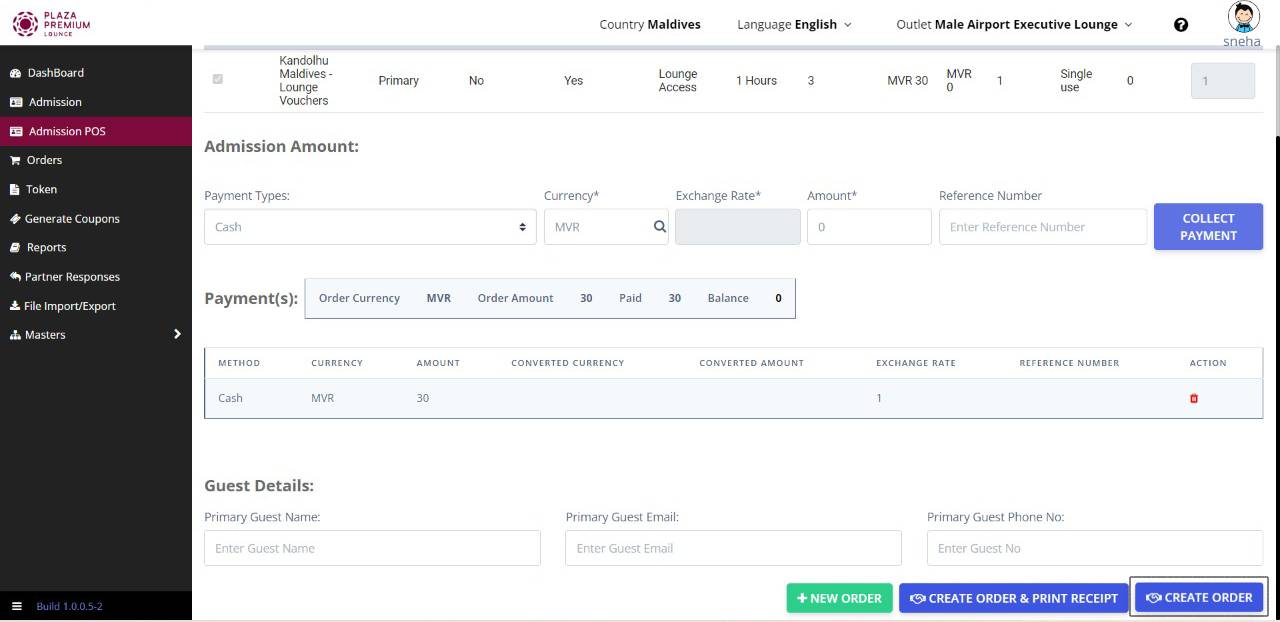 PLAZA
PREMIUM
LOUNGE
Country Maldives
Language English
Outlet Male Airport Executive Lounge
?
sneha
DashBoard
Admission
Admission POS
Orders
Token
Generate Coupons
Reports
Partner Responses
File Import/Export
Masters
Build 1.0.0.5-2
Kandolhu
Maldives -
Lounge
Vouchers
Primary
No
Yes
Lounge
Access
1 Hours
3
MVR 30
MVR
0
1
Single
use
0
1
Admission Amount:
Payment Types:
Currency*
Exchange Rate*
Amount*
Reference Number
Cash
MVR
0
Enter Reference Number
COLLECT
PAYMENT
Payment(s): Order Currency MVR Order Amount 30 Paid 30 Balance 0
METHOD CURRENCY AMOUNT CONVERTED CURRENCY CONVERTED AMOUNT EXCHANGE RATE REFERENCE NUMBER ACTION
Cash MVR 30 1
Guest Details:
Primary Guest Name:
Primary Guest Email:
Primary Guest Phone No:
Enter Guest Name
Enter Guest Email
Enter Guest No
+ NEW ORDER
CREATE ORDER & PRINT RECEIPT
CREATE ORDER